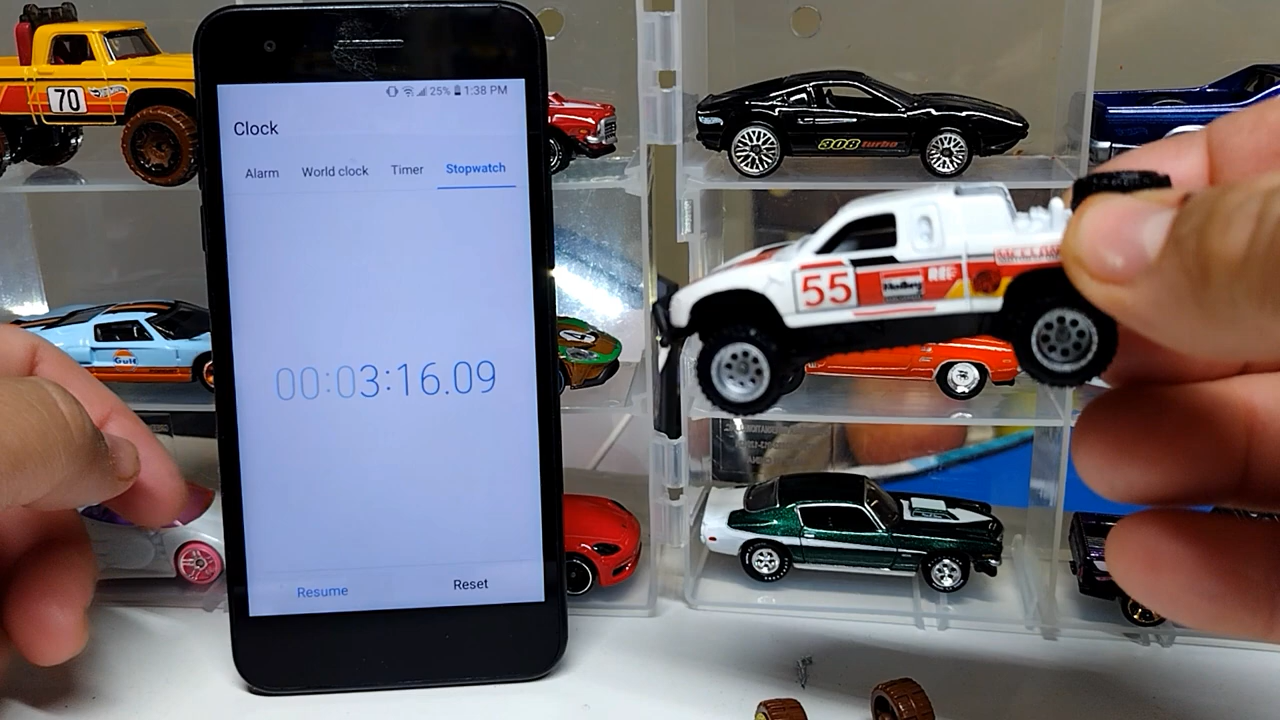 25% 1:38 PM
Clock
Alarm World clock Timer Stopwatch
00:03:16.09
Resume Reset
70
Gulf
308 turbo
55
Holley